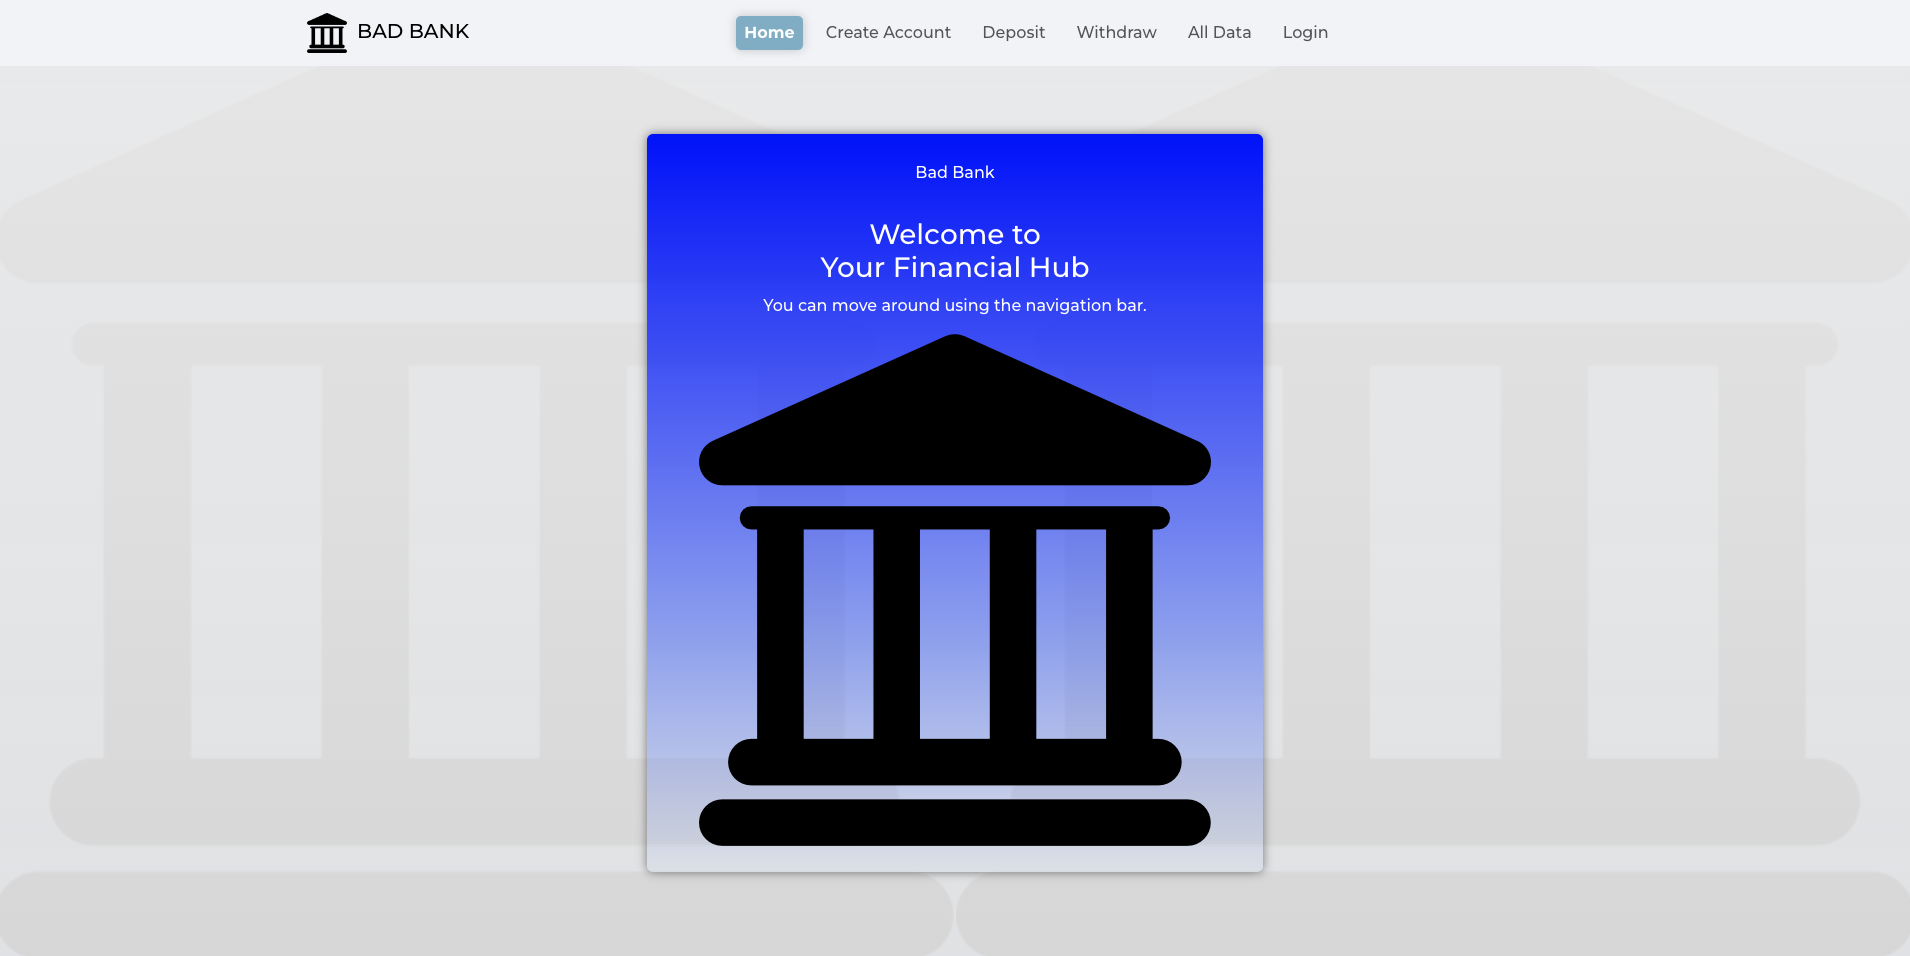 BAD BANK
Home Create Account Deposit Withdraw All Data Login
Bad Bank
Welcome to
Your Financial Hub
You can move around using the navigation bar.